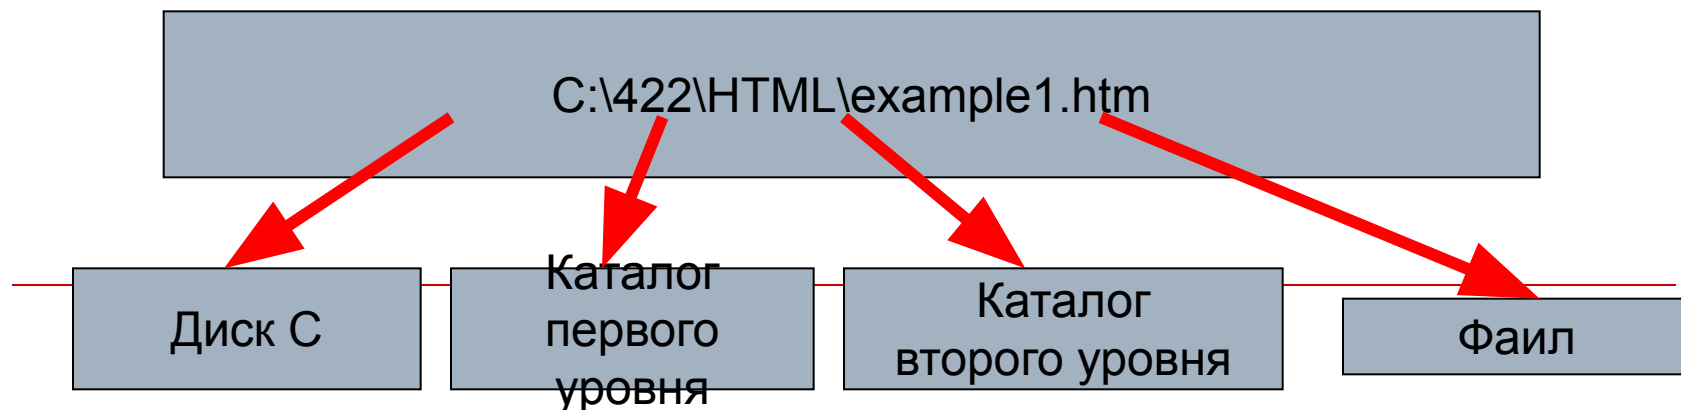 C:\422\HTML\example1.htm
Диск С
Каталог
первого
уровня
Каталог
второго уровня
Фаил